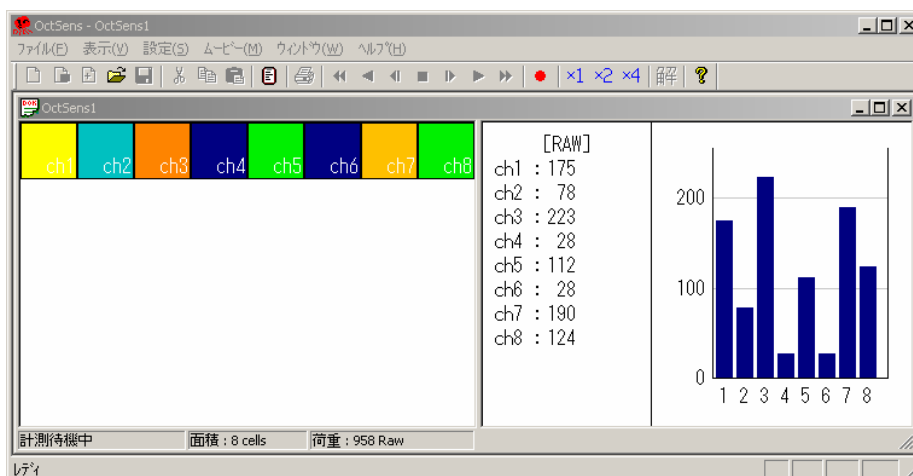 OctSens - OctSens1
ファイル(F) 表示(V) 設定(S) ムービー(M) ウィンドウ(W) ヘルプ(H)
×1 ×2 ×4 解 ?
OctSens1
ch1 ch2 ch3 ch4 ch5 ch6 ch7 ch8
[RAW]
ch1 : 175
ch2 : 78
ch3 : 223
ch4 : 28
ch5 : 112
ch6 : 28
ch7 : 190
ch8 : 124
200
100
0
1 2 3 4 5 6 7 8
計測待機中 面積 : 8 cells 荷重 : 958 Raw
レディ